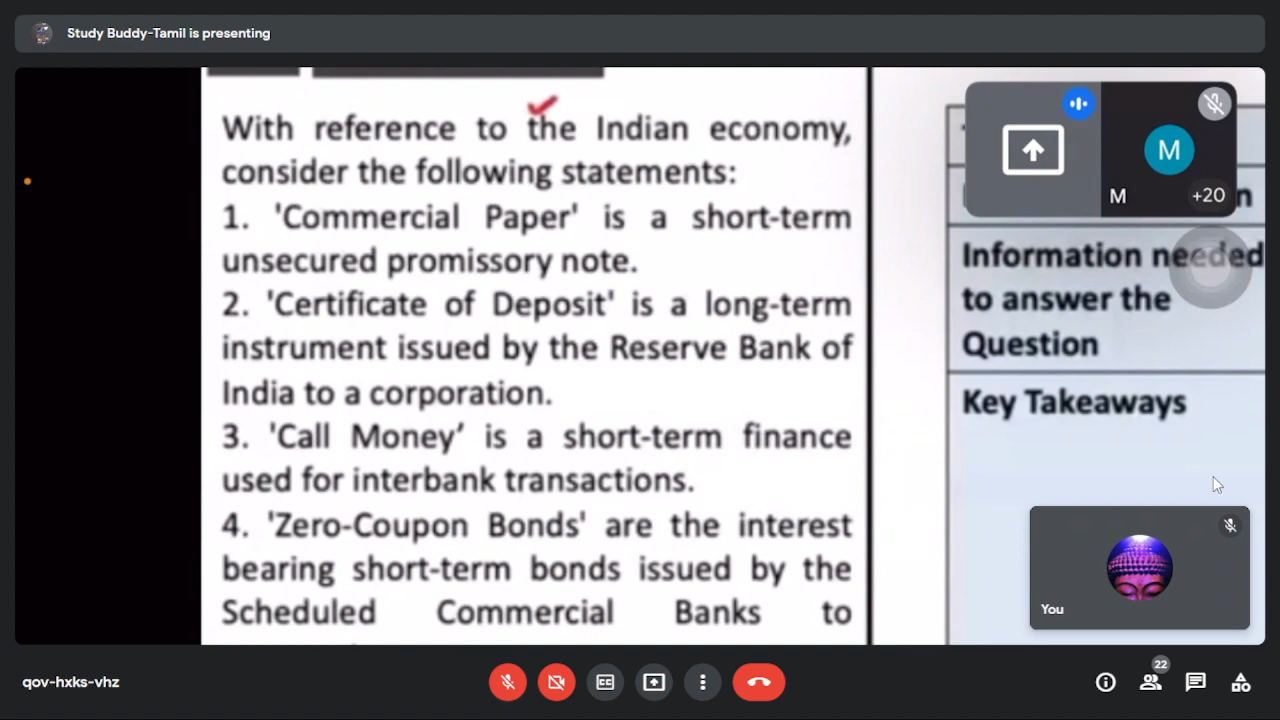 Study Buddy-Tamil is presenting
With reference to the Indian economy,
consider the following statements:
1. 'Commercial Paper' is a short-term
unsecured promissory note.
2. 'Certificate of Deposit' is a long-term
instrument issued by the Reserve Bank of
India to a corporation.
3. 'Call Money’ is a short-term finance
used for interbank transactions.
4. 'Zero-Coupon Bonds' are the interest
bearing short-term bonds issued by the
Scheduled Commercial Banks to
M
M
+20
Information needed
to answer the
Question
Key Takeaways
You
qov-hxks-vhz
CC
22